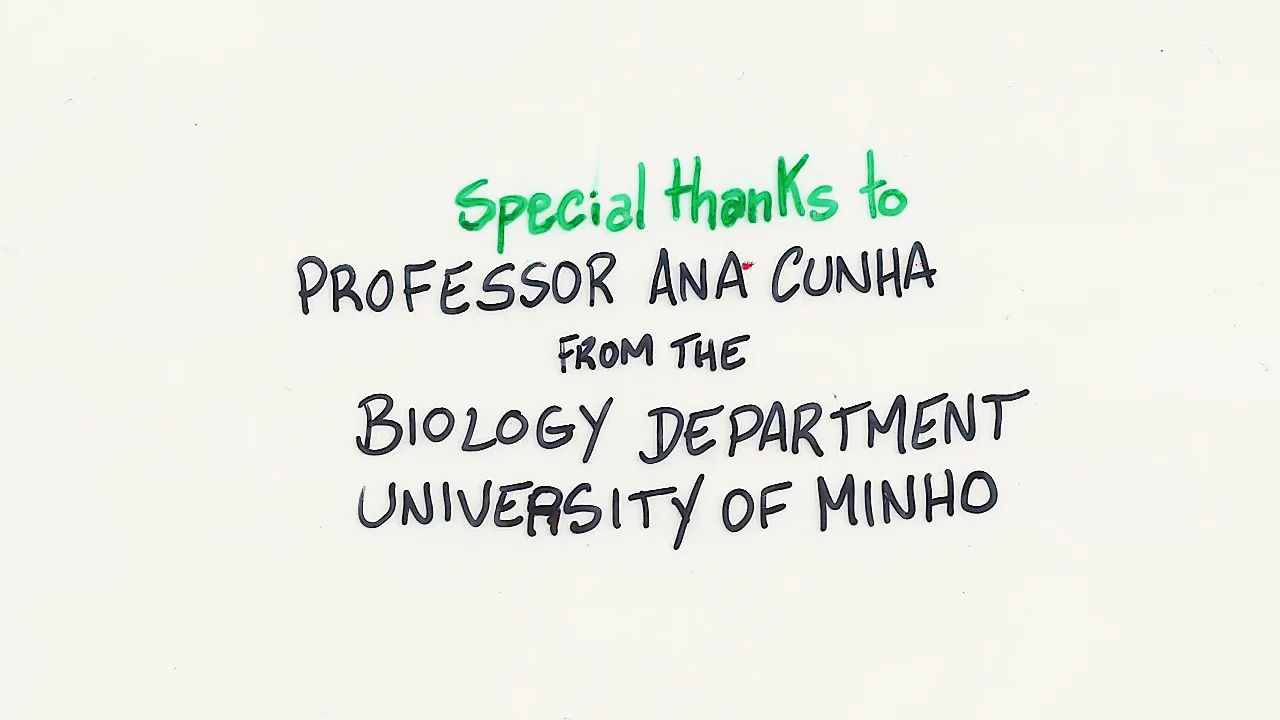 Special thanks to
PROFESSOR ANA CUNHA
FROM THE
BIOLOGY DEPARTMENT
UNIVERSITY OF MINHO